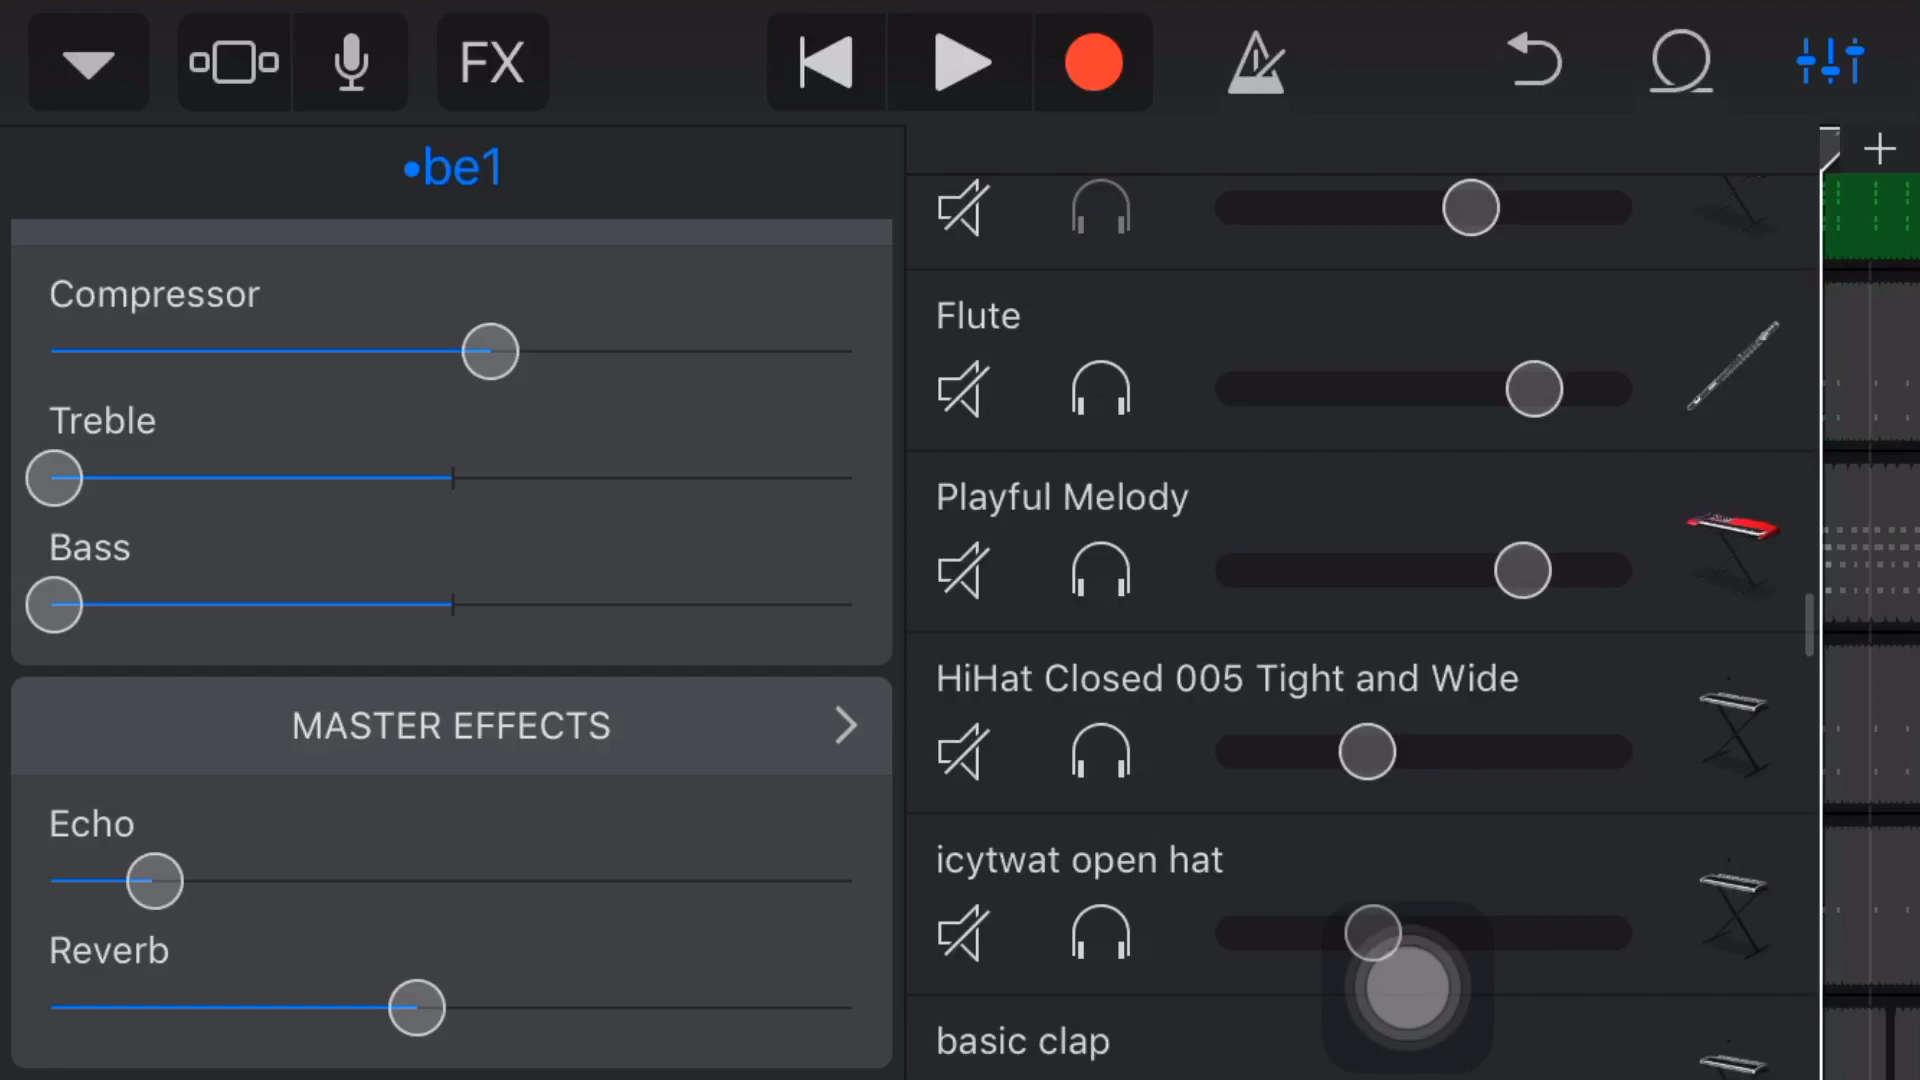 FX
•be1
Compressor
Treble
Bass
MASTER EFFECTS
Echo
Reverb
Flute
Playful Melody
HiHat Closed 005 Tight and Wide
icytwat open hat
basic clap